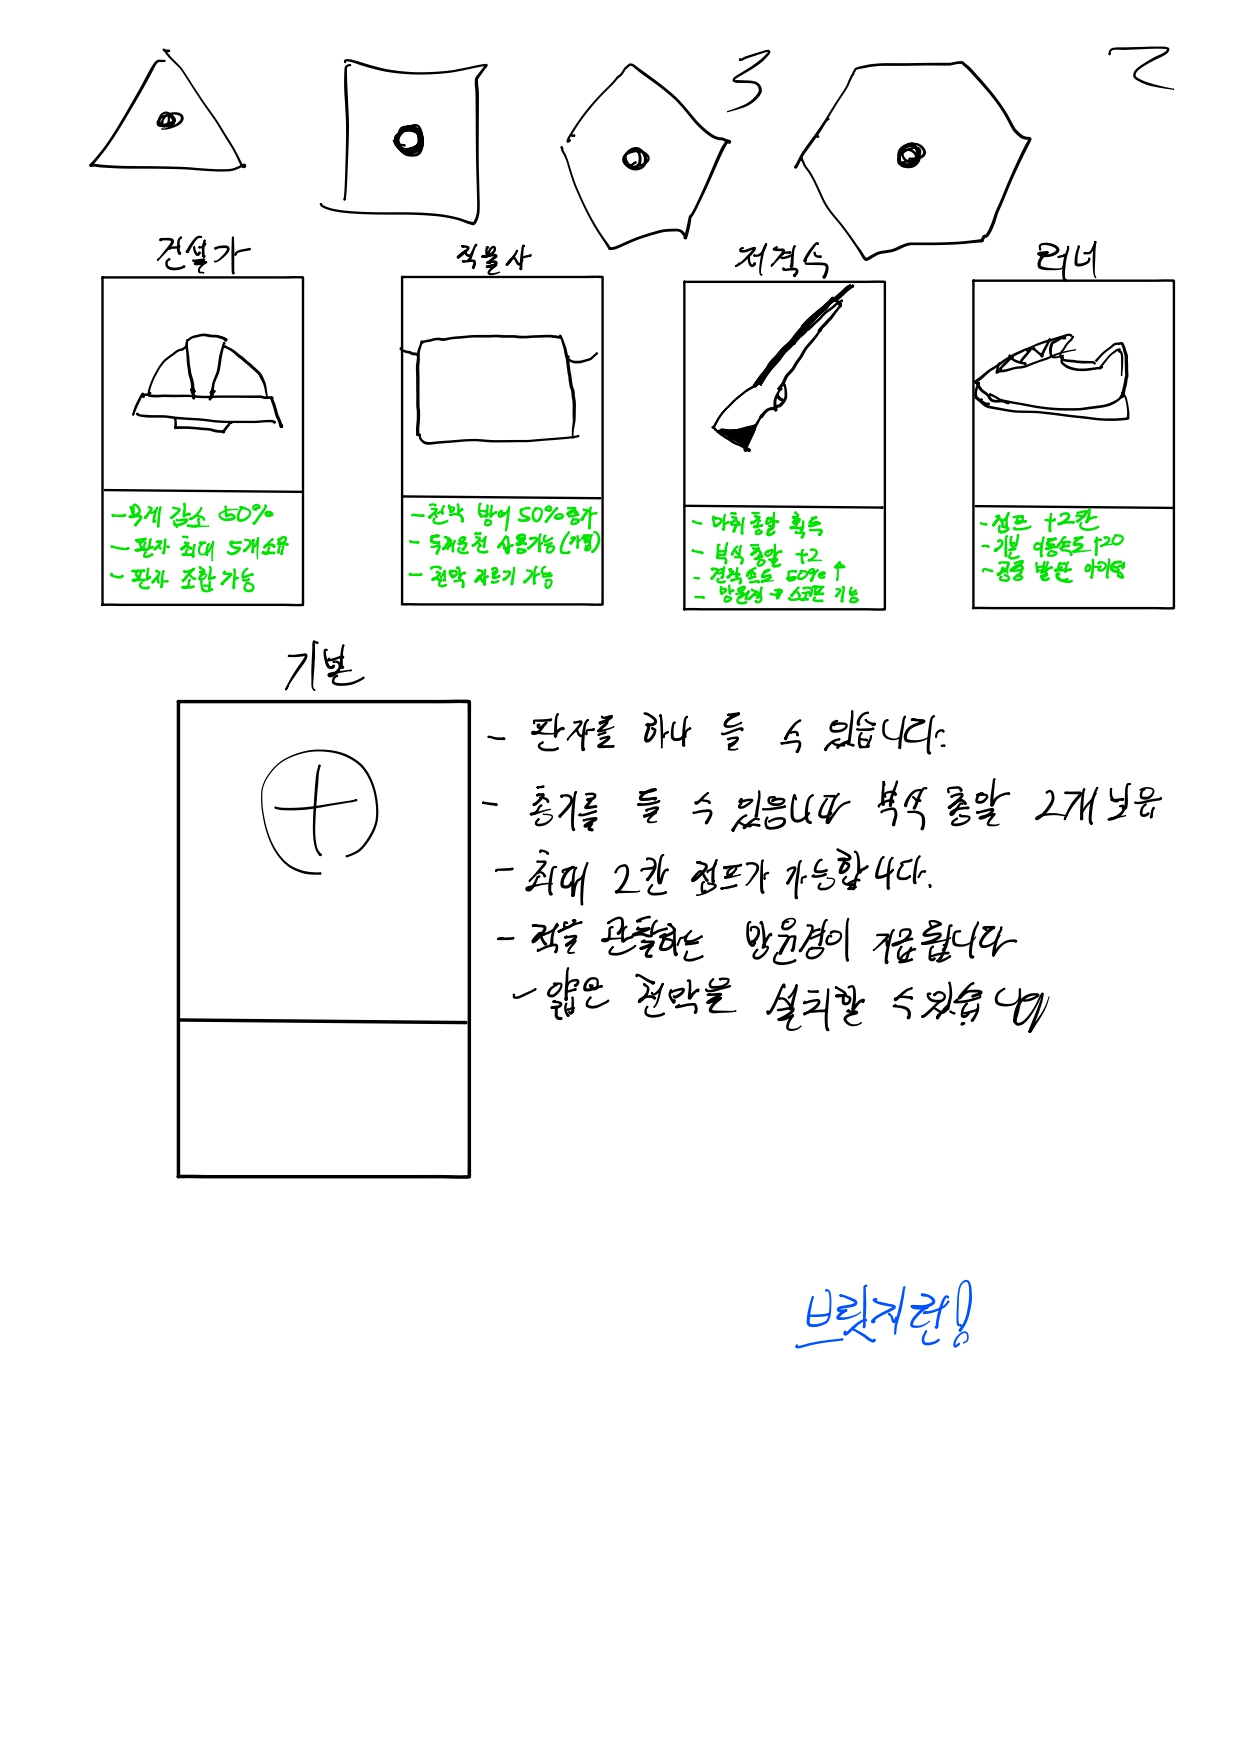 3
건설가
직물사
저격수
러너
- 무게 감소 50%
- 판자 최대 5개 소유
- 판자 조합 가능
- 천막 방어 50% 증가
- 두꺼운 천 사용가능
- 천막 자르기 가능
- 마취 총알 획득
- 부식 총알 +2
- 견착 속도 50% ↑
- 망원경 → 스코프 가능
- 점프 +2칸
- 기본 이동속도 +20
- 공중 발판 아이템
기본
- 판자를 하나 들 수 있습니다.
- 총기를 들 수 있습니다 부식 총알 2개 보유
- 최대 2칸 점프가 가능합니다.
- 적을 관찰하는 망원경이 지급됩니다
- 얇은 천막을 설치할 수 있습니다
브릿지런!